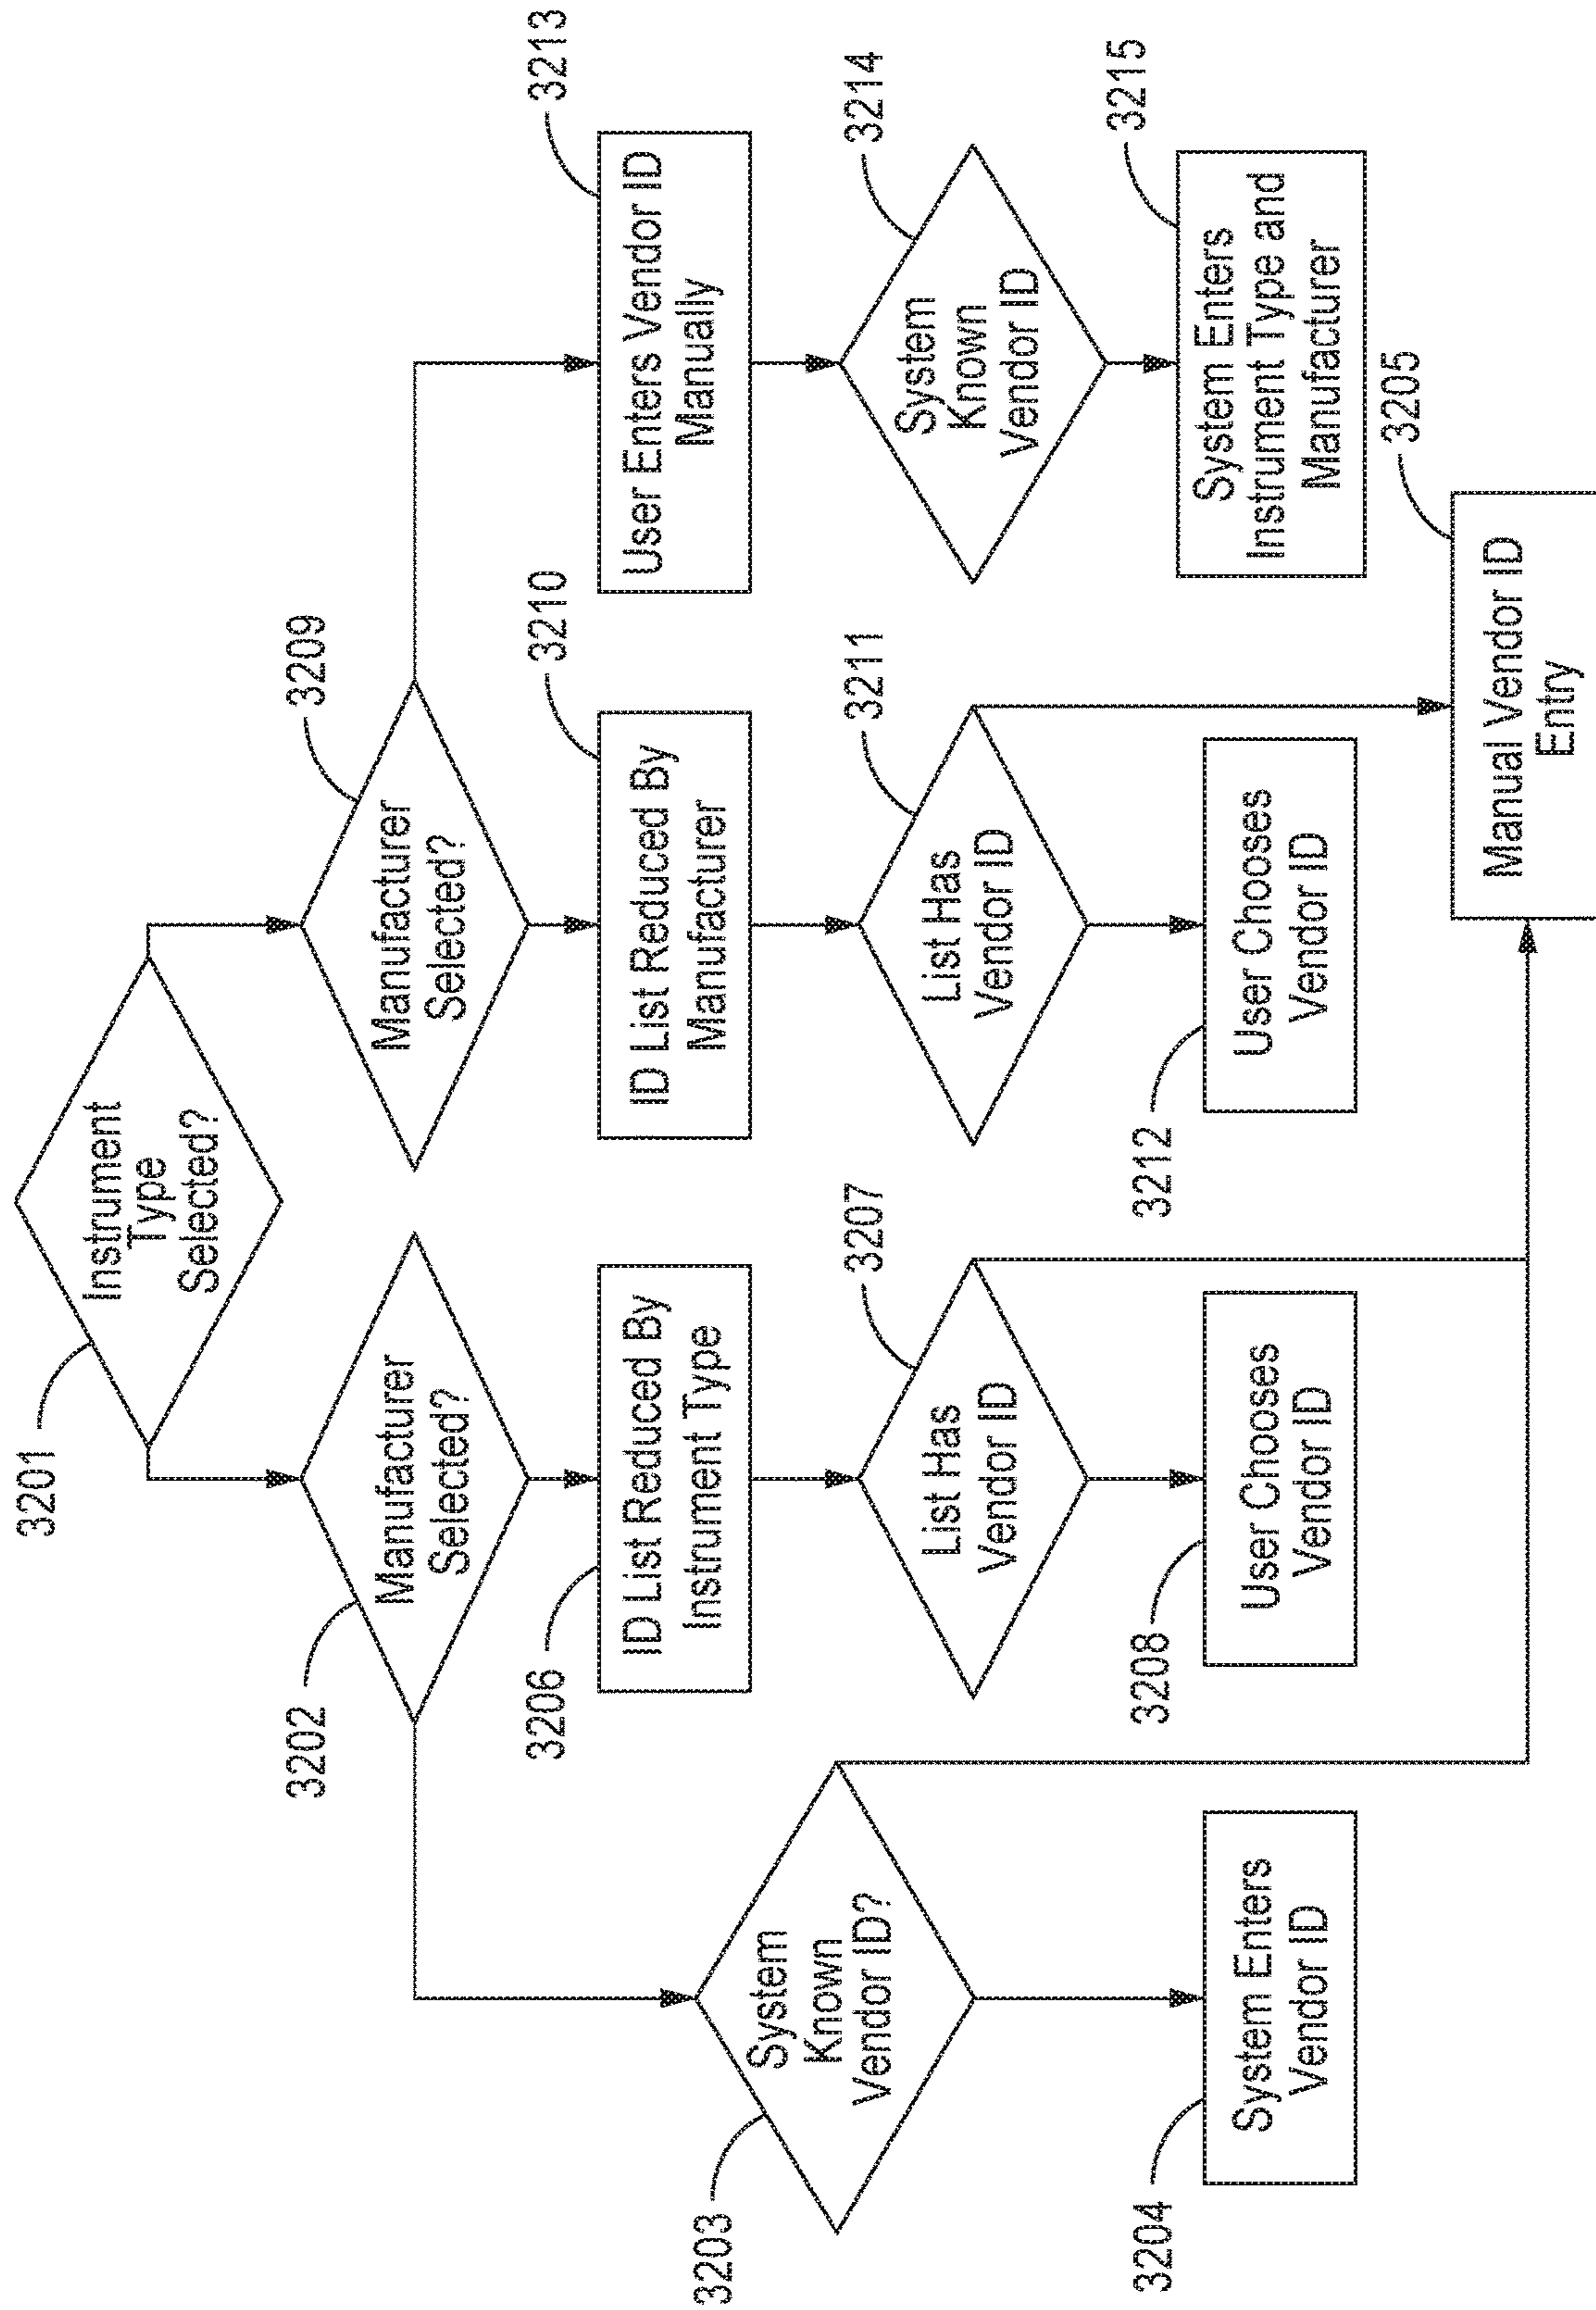 3201
Instrument
Type
Selected?
3202
Manufacturer
Selected?
3209
Manufacturer
Selected?
3206
ID List Reduced By
Instrument Type
3210
ID List Reduced By
Manufacturer
3213
User Enters Vendor ID
Manually
3203
System
Known
Vendor ID?
3207
List Has
Vendor ID
3211
List Has
Vendor ID
3214
System
Known
Vendor ID
3204
System Enters
Vendor ID
3208
User Chooses
Vendor ID
3212
User Chooses
Vendor ID
3215
System Enters
Instrument Type and
Manufacturer
3205
Manual Vendor ID
Entry